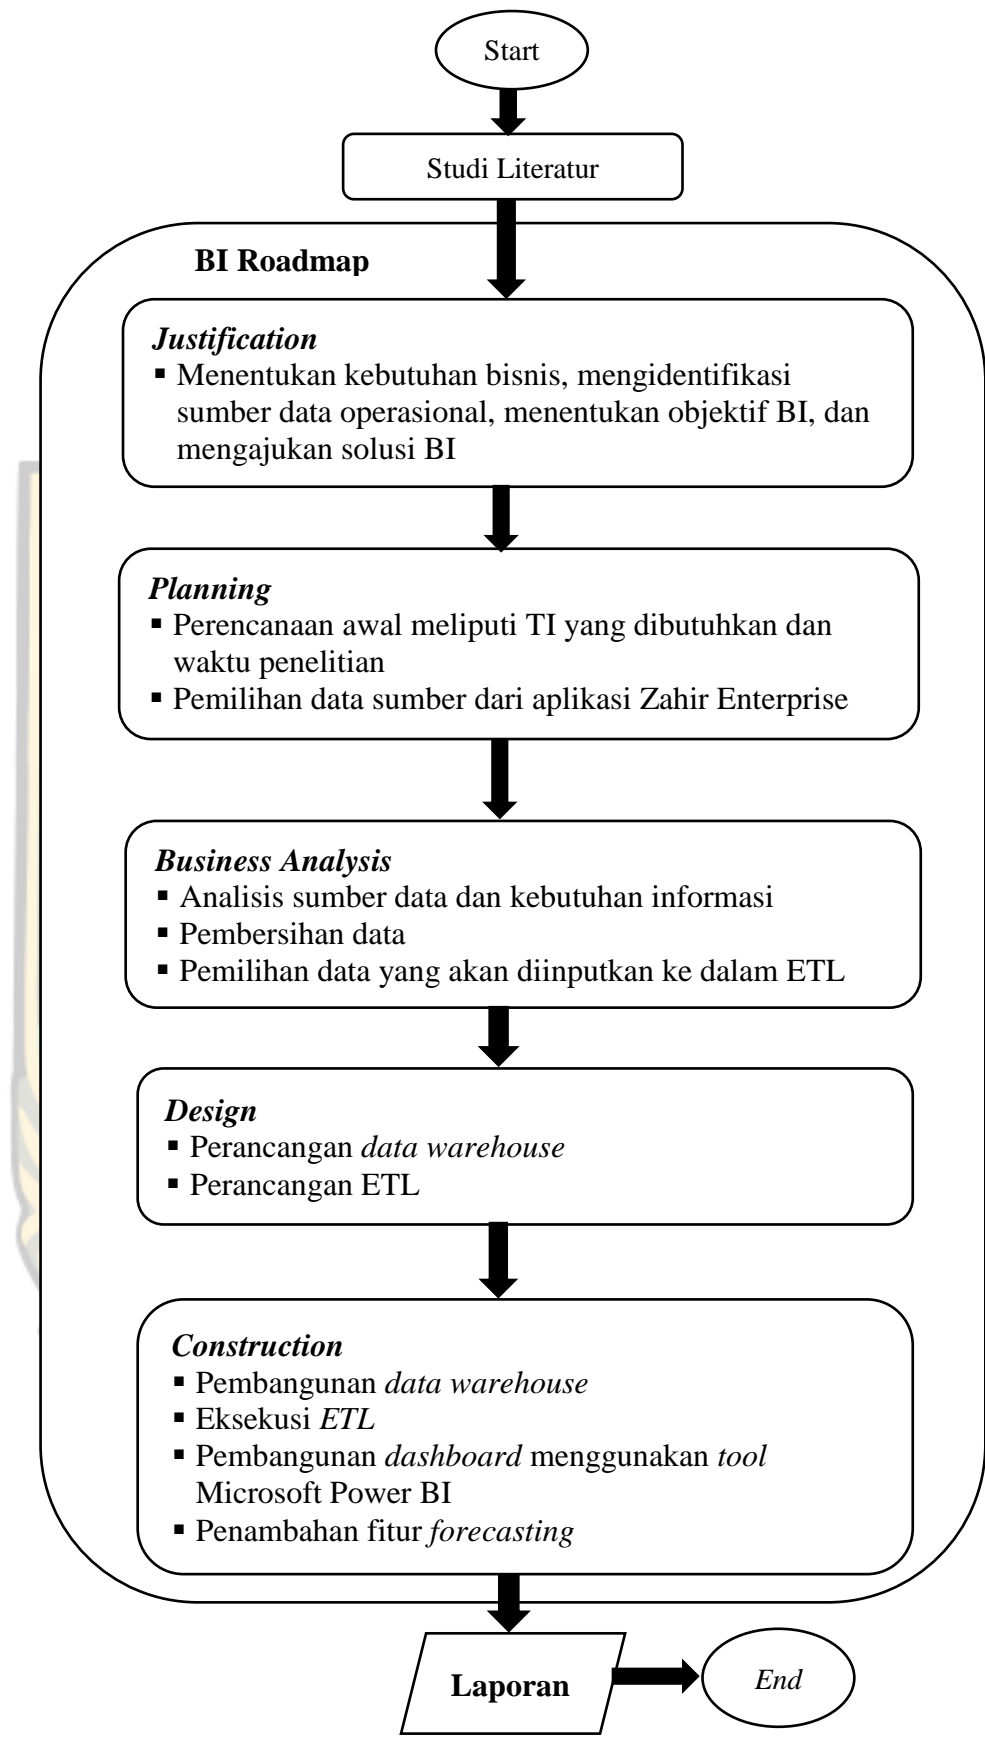 Start
Studi Literatur
BI Roadmap
Justification
▪ Menentukan kebutuhan bisnis, mengidentifikasi
sumber data operasional, menentukan objektif BI, dan
mengajukan solusi BI
Planning
▪ Perencanaan awal meliputi TI yang dibutuhkan dan
waktu penelitian
▪ Pemilihan data sumber dari aplikasi Zahir Enterprise
Business Analysis
▪ Analisis sumber data dan kebutuhan informasi
▪ Pembersihan data
▪ Pemilihan data yang akan diinputkan ke dalam ETL
Design
▪ Perancangan data warehouse
▪ Perancangan ETL
Construction
▪ Pembangunan data warehouse
▪ Eksekusi ETL
▪ Pembangunan dashboard menggunakan tool
Microsoft Power BI
▪ Penambahan fitur forecasting
Laporan
End